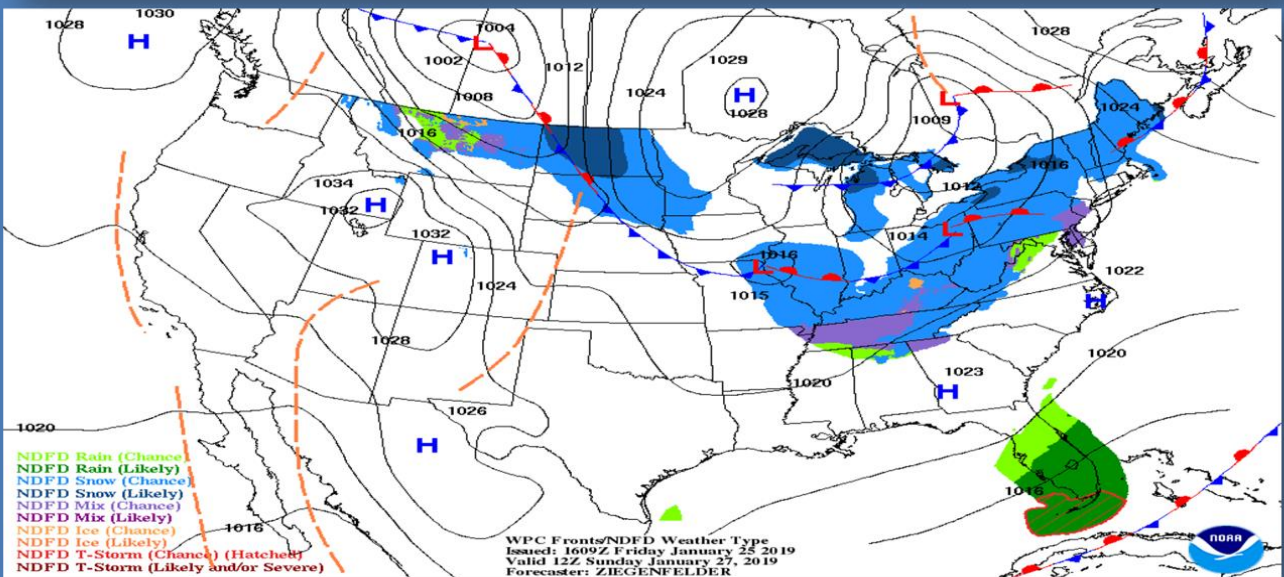 1030
1028
H
1004
L
1002
1012
1008
1029
H
1028
1024
1028
L
1009
1024
1016
1016
1012
1034
1032
H
1032
H
1024
1028
L
1014
1016
L
1015
1022
H
1020
1023
H
1020
1026
H
1020
1018
1016
NDFD Rain (Chance)
NDFD Rain (Likely)
NDFD Snow (Chance)
NDFD Snow (Likely)
NDFD Mix (Chance)
NDFD Mix (Likely)
NDFD Ice (Chance)
NDFD Ice (Likely)
NDFD T-Storm (Chance) (Hatched)
NDFD T-Storm (Likely and/or Severe)
WPC Fronts/NDFD Weather Type
Issued: 1609Z Friday January 25 2019
Valid 12Z Sunday January 27, 2019
Forecaster: ZIEGENFELDER
NOAA